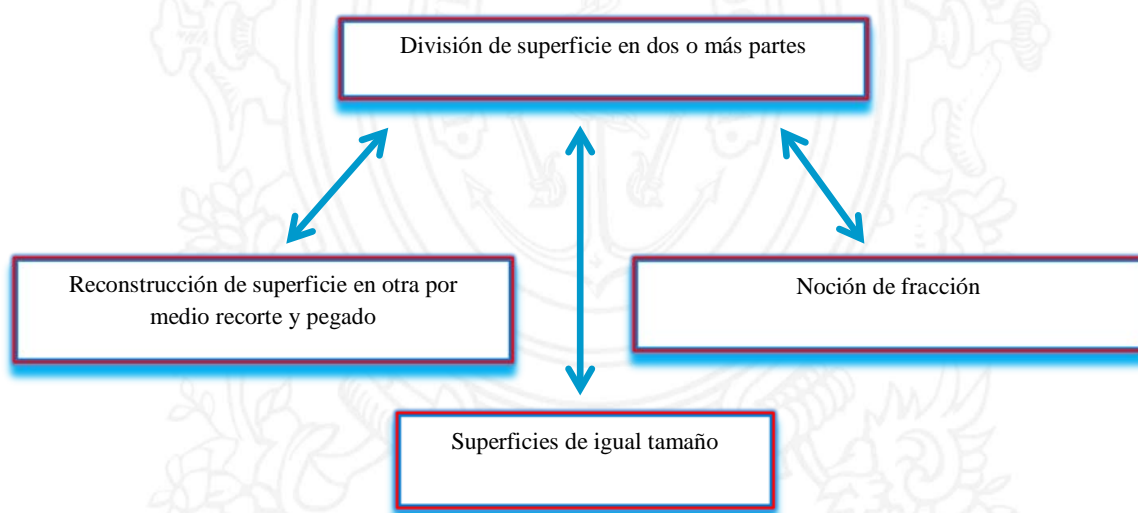 División de superficie en dos o más partes
Reconstrucción de superficie en otra por
medio recorte y pegado
Noción de fracción
Superficies de igual tamaño